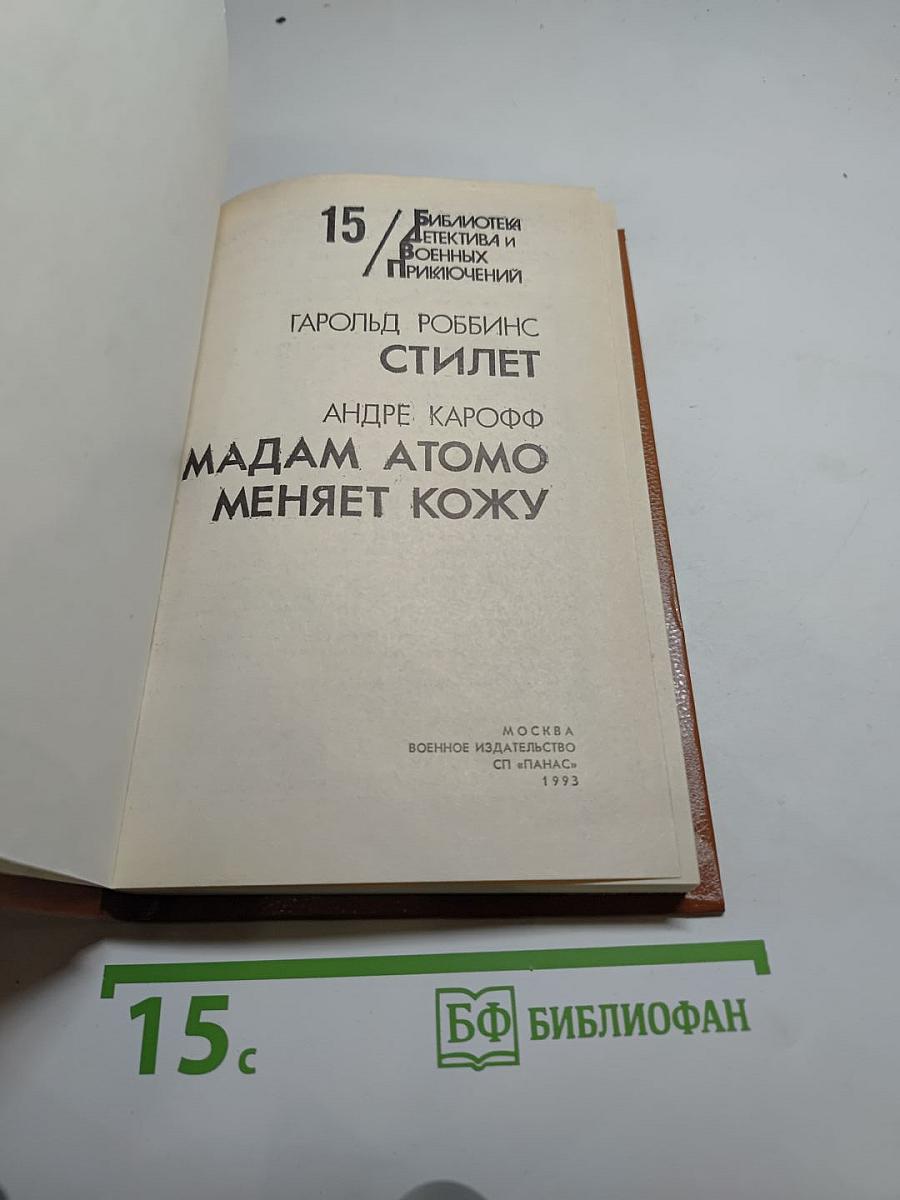 15 / БИБЛИОТЕКА
ДЕТЕКТИВА И
ВОЕННЫХ
ПРИКЛЮЧЕНИЙ
ГАРОЛЬД РОББИНС
СТИЛЕТ
АНДРЕ КАРОФФ
МАДАМ АТОМО
МЕНЯЕТ КОЖУ
МОСКВА
ВОЕННОЕ ИЗДАТЕЛЬСТВО
СП «ПАНАС»
1993
15 с
БФ БИБЛИОФАН